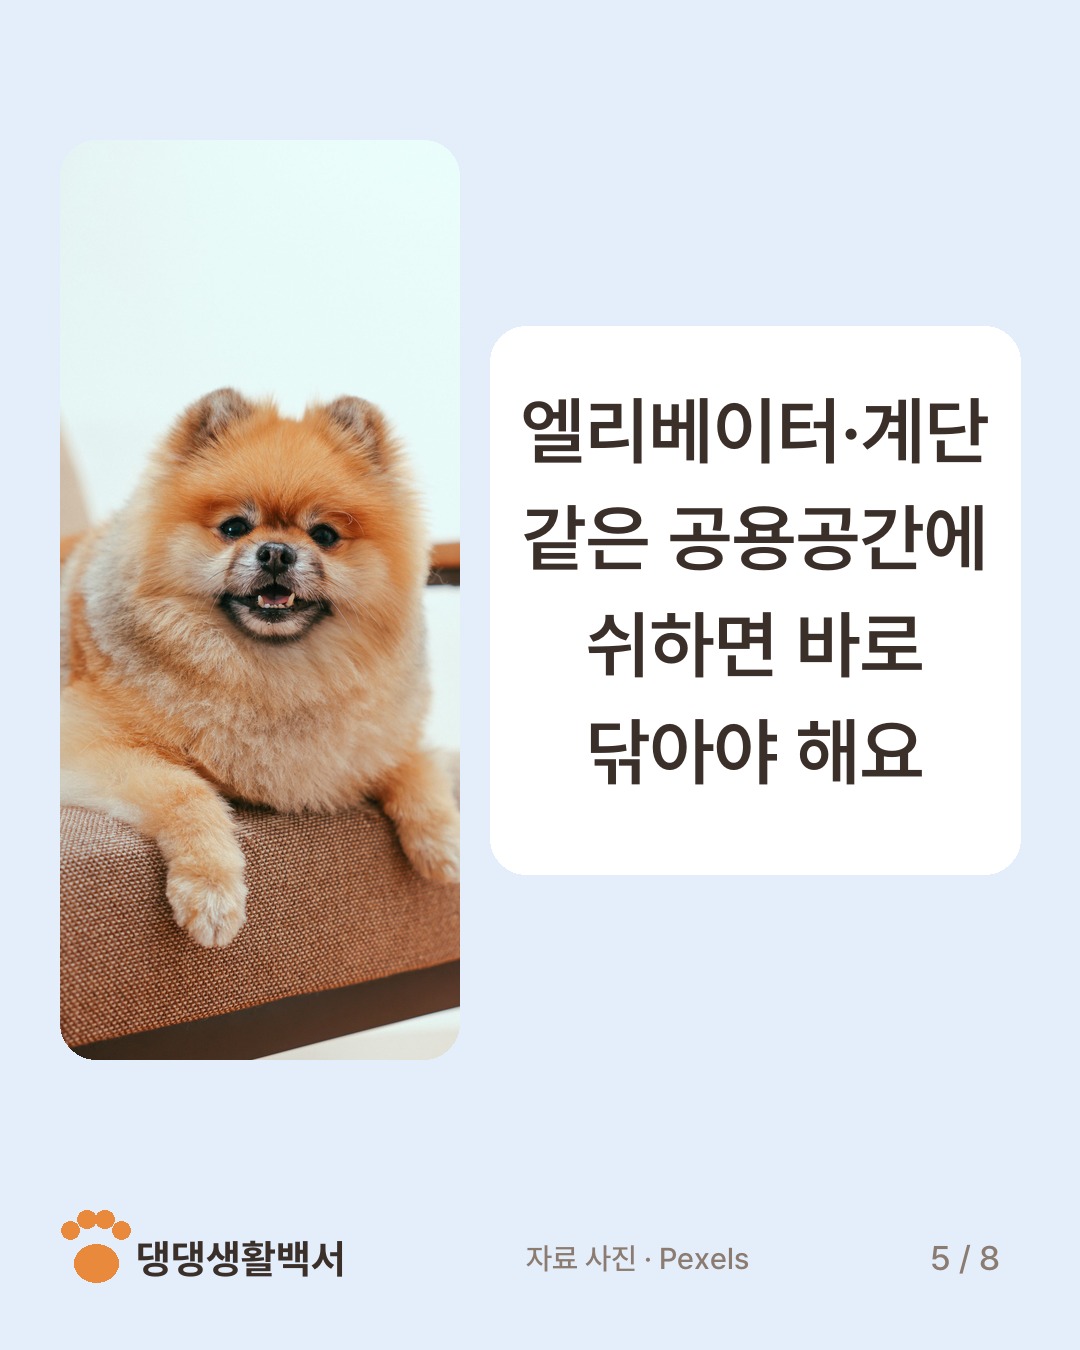 엘리베이터·계단
같은 공용공간에
쉬하면 바로
닦아야 해요
댕댕생활백서
자료 사진 · Pexels
5 / 8